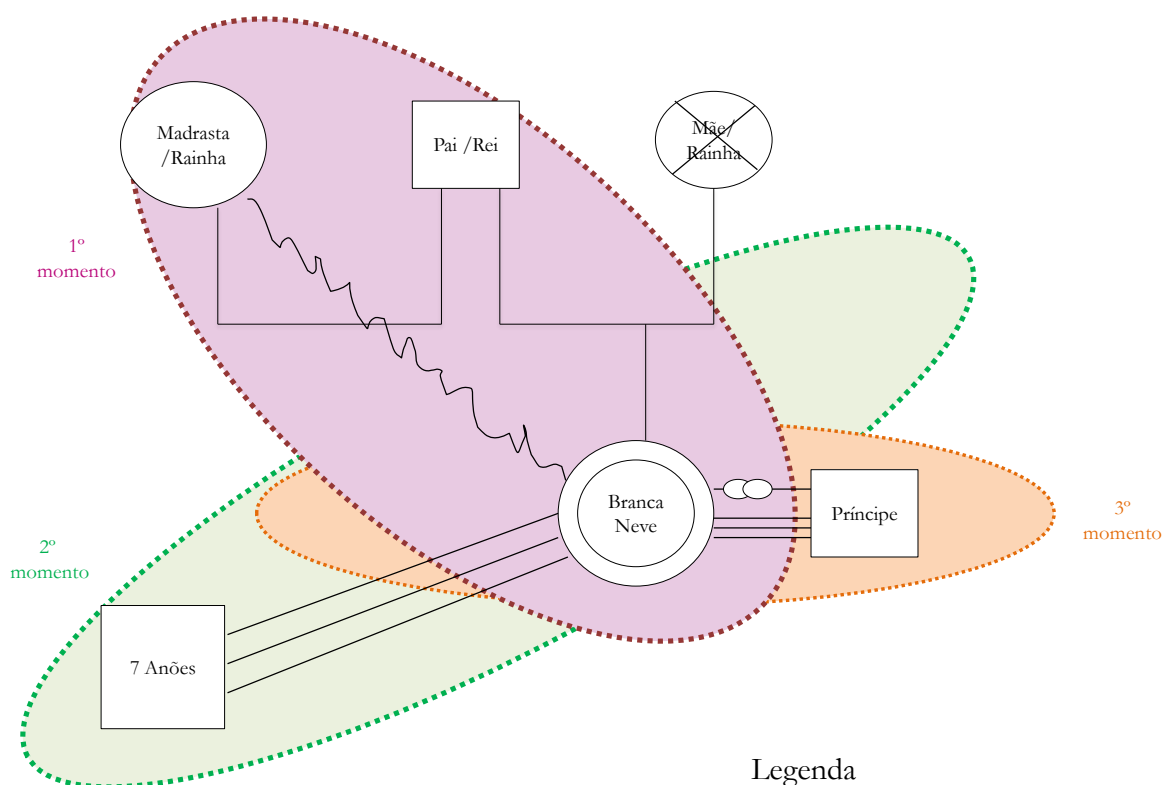 Madrasta
/Rainha
Pai /Rei
Mãe/
Rainha
1º
momento
Branca
Neve
Príncipe
3º
momento
2º
momento
7 Anões
Legenda